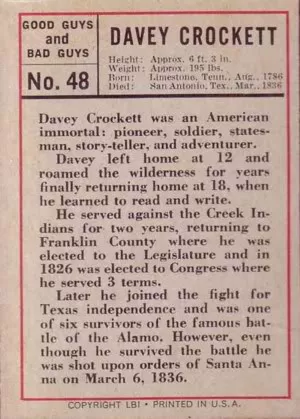 GOOD GUYS
and
BAD GUYS
No. 48
DAVEY CROCKETT
Height: Approx. 6 ft. 3 in.
Weight: Approx. 195 lbs.
Born: Limestone, Tenn., Aug., 1786
Died: San Antonio, Tex., Mar., 1836
Davey Crockett was an American
immortal: pioneer, soldier, states-
man, story-teller, and adventurer.
Davey left home at 12 and
roamed the wilderness for years
finally returning home at 18, when
he learned to read and write.
He served against the Creek In-
dians for two years, returning to
Franklin County where he was
elected to the Legislature and in
1826 was elected to Congress where
he served 3 terms.
Later he joined the fight for
Texas independence and was one
of six survivors of the famous bat-
tle of the Alamo. However, even
though he survived the battle he
was shot upon orders of Santa An-
na on March 6, 1836.
COPYRIGHT LBI • PRINTED IN U.S.A.